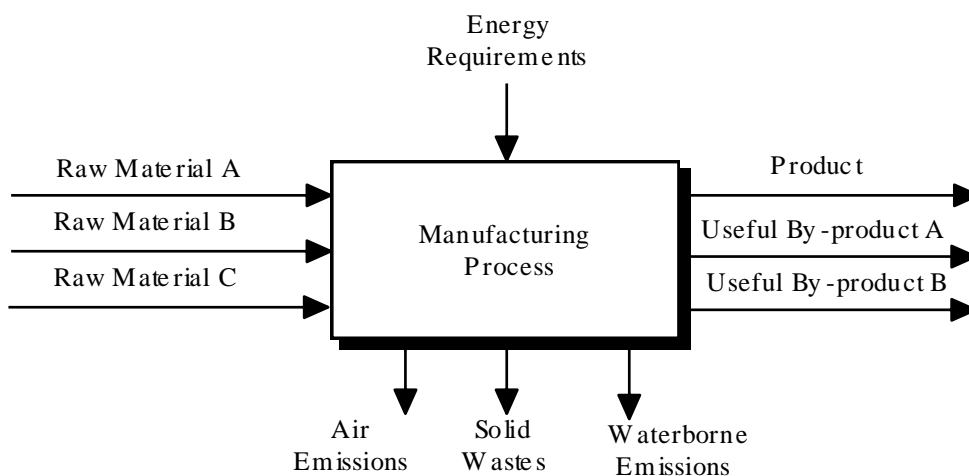 Energy
Requirements
Raw Material A
Product
Raw Material B
Useful By-product A
Manufacturing
Process
Raw Material C
Useful By-product B
Air
Emissions
Solid
Wastes
Waterborne
Emissions